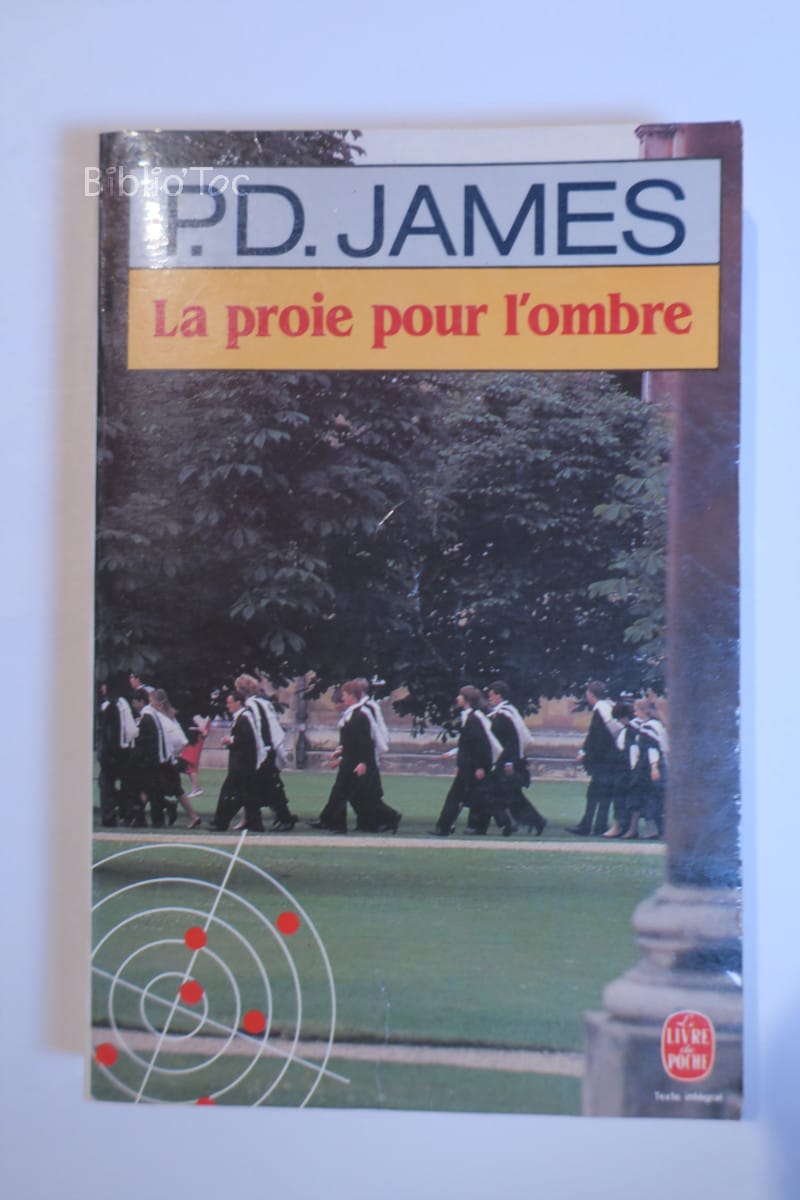 Biblio'Toc
P.D. JAMES
La proie pour l'ombre
Le
LIVRE
de
POCHE
Texte intégral